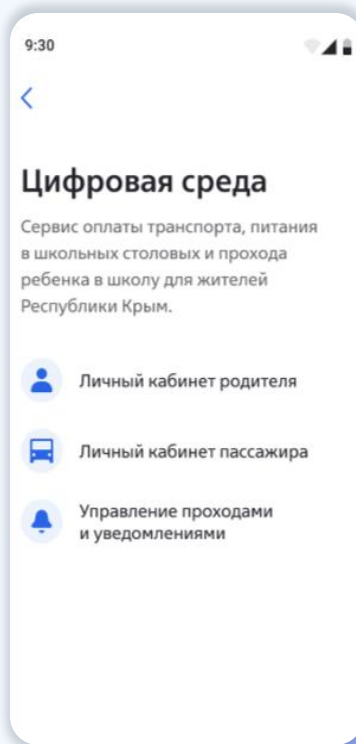 9:30
Цифровая среда
Сервис оплаты транспорта, питания
в школьных столовых и прохода
ребенка в школу для жителей
Республики Крым.
Личный кабинет родителя
Личный кабинет пассажира
Управление проходами
и уведомлениями